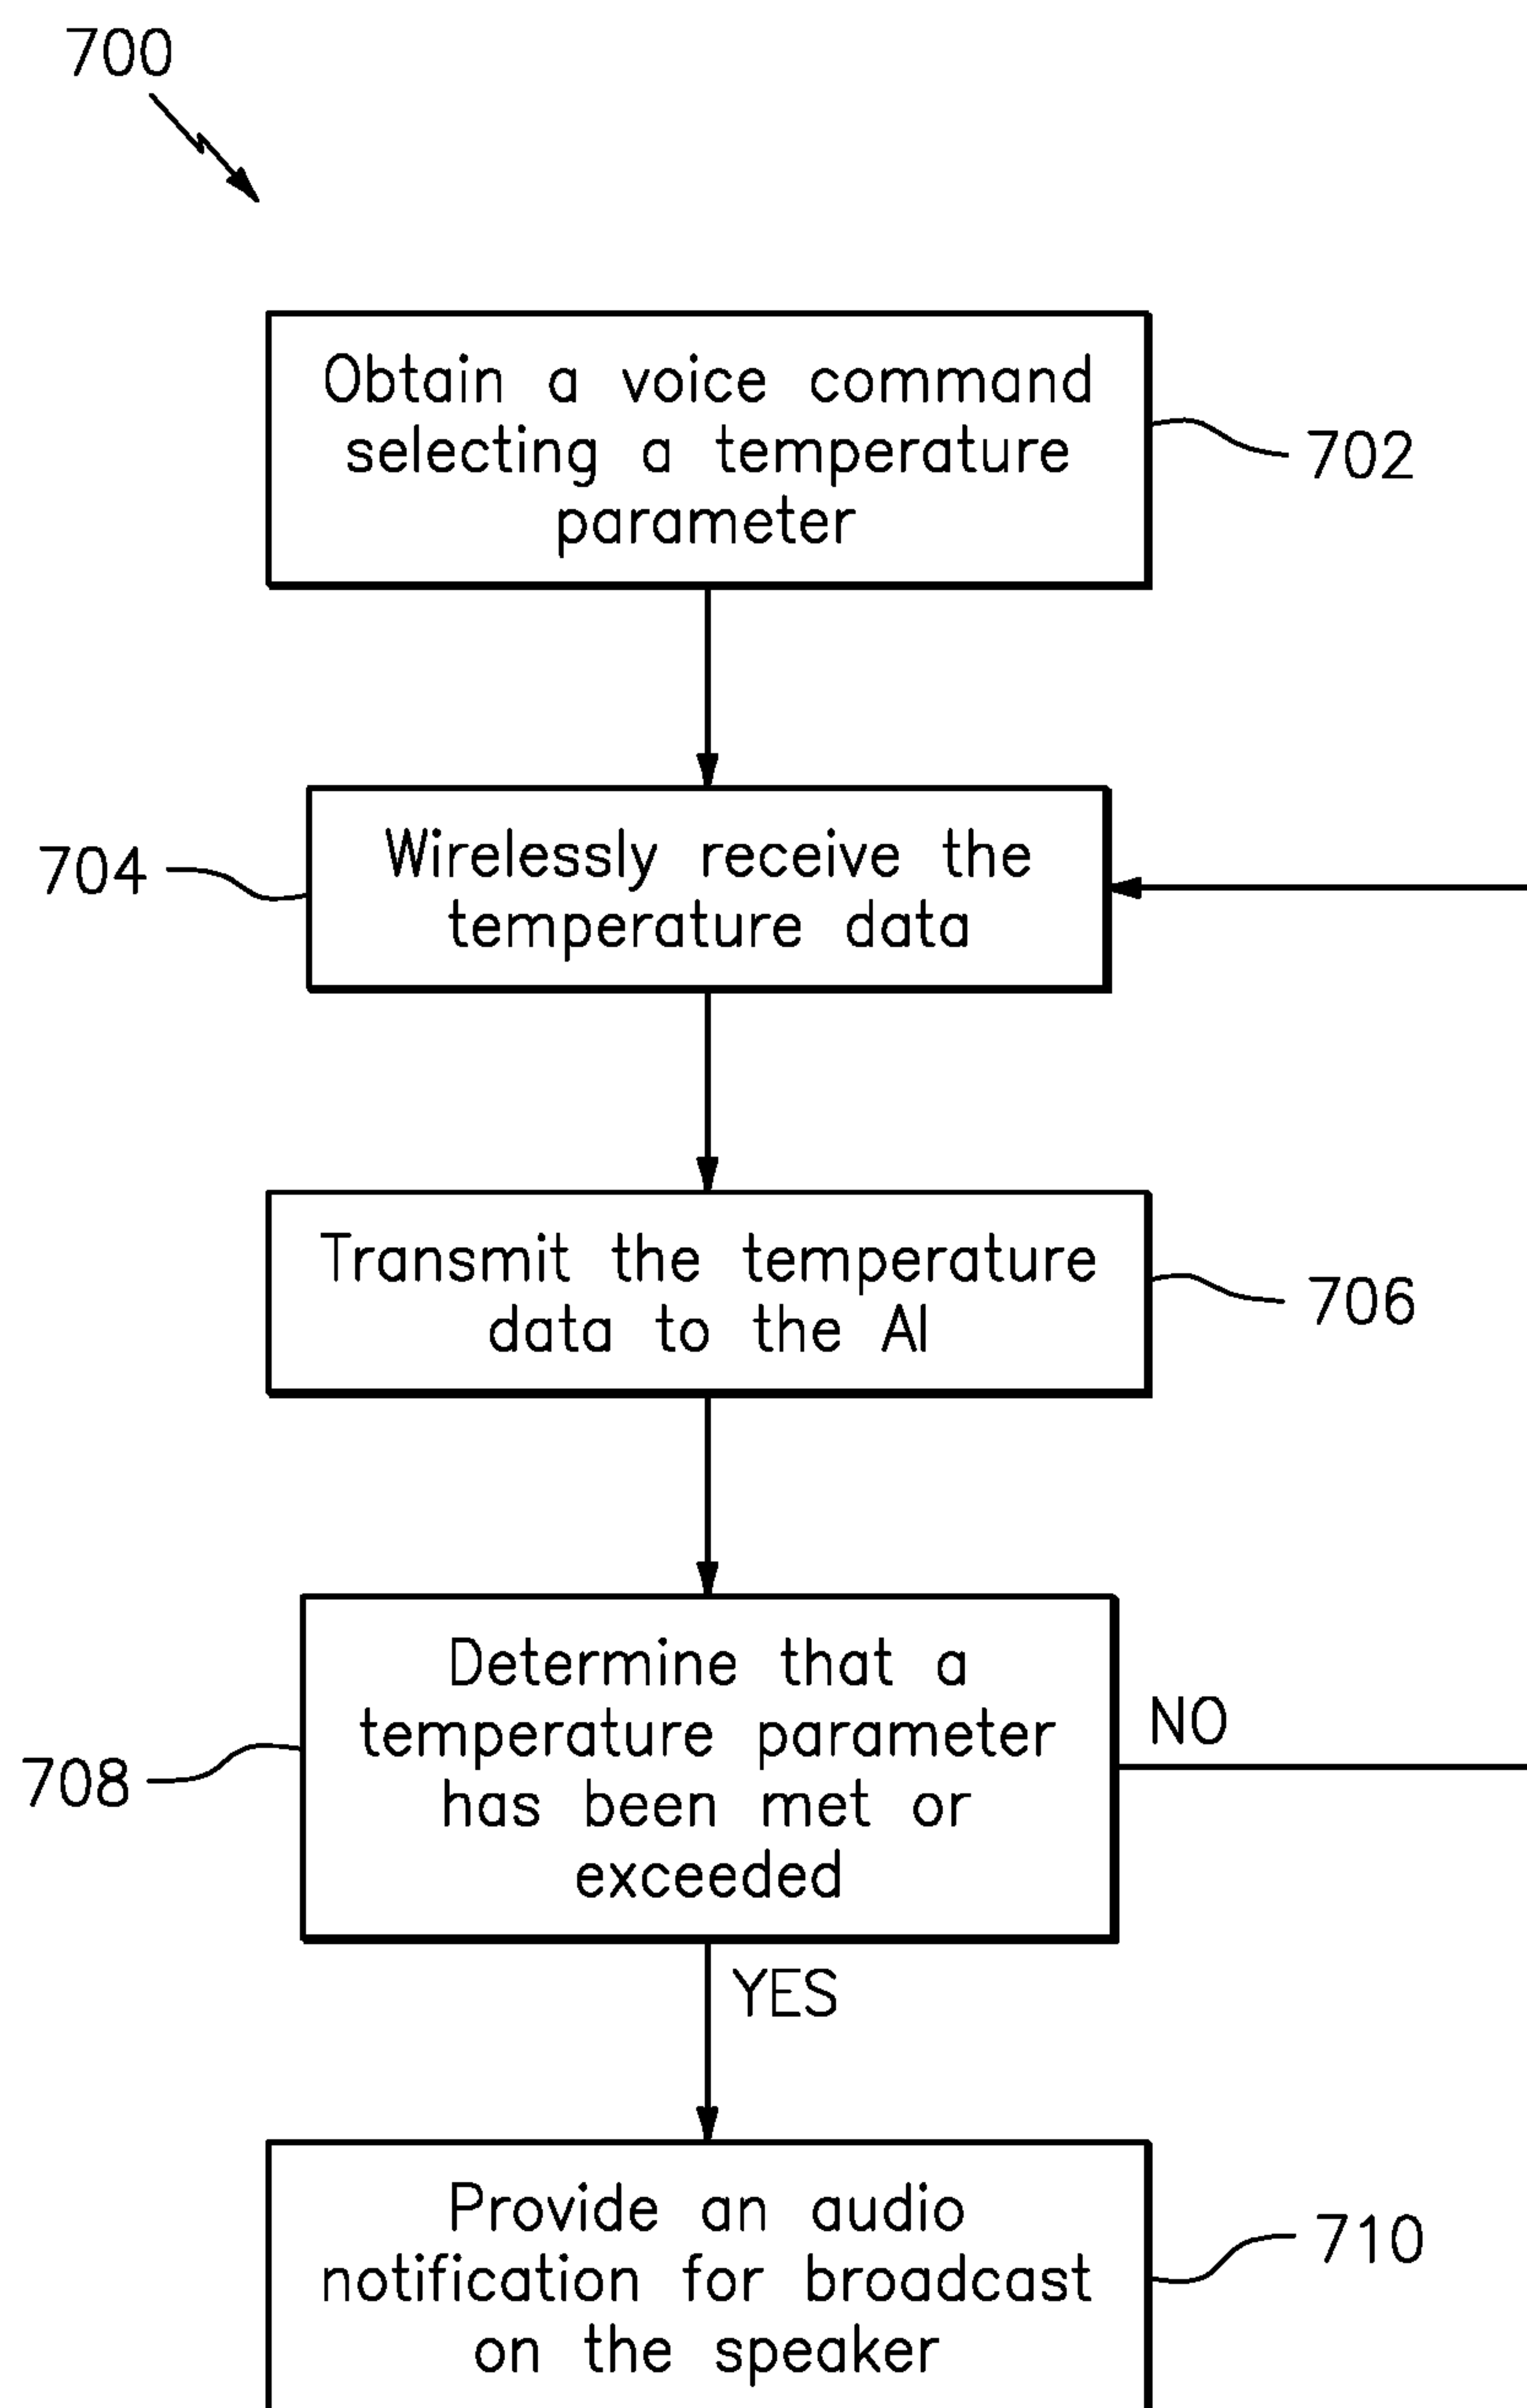 700
Obtain a voice command
selecting a temperature
parameter
702
Wirelessly receive the
temperature data
704
Transmit the temperature
data to the AI
706
Determine that a
temperature parameter
has been met or
exceeded
708
NO
YES
Provide an audio
notification for broadcast
on the speaker
710